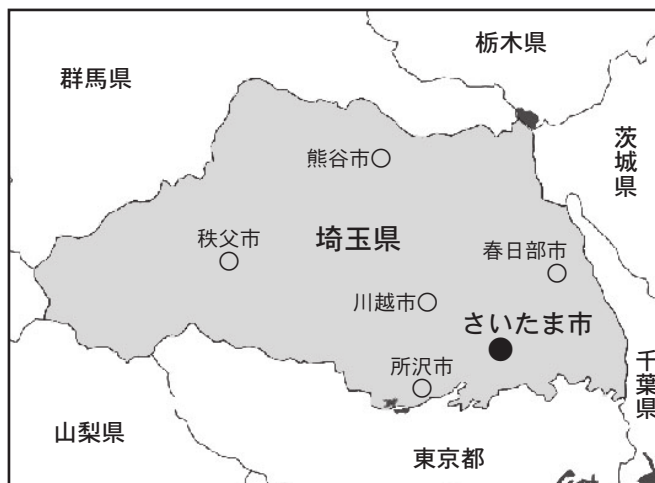 栃木県
群馬県
茨城県
熊谷市
秩父市
埼玉県
春日部市
川越市
さいたま市
所沢市
千葉県
山梨県
東京都